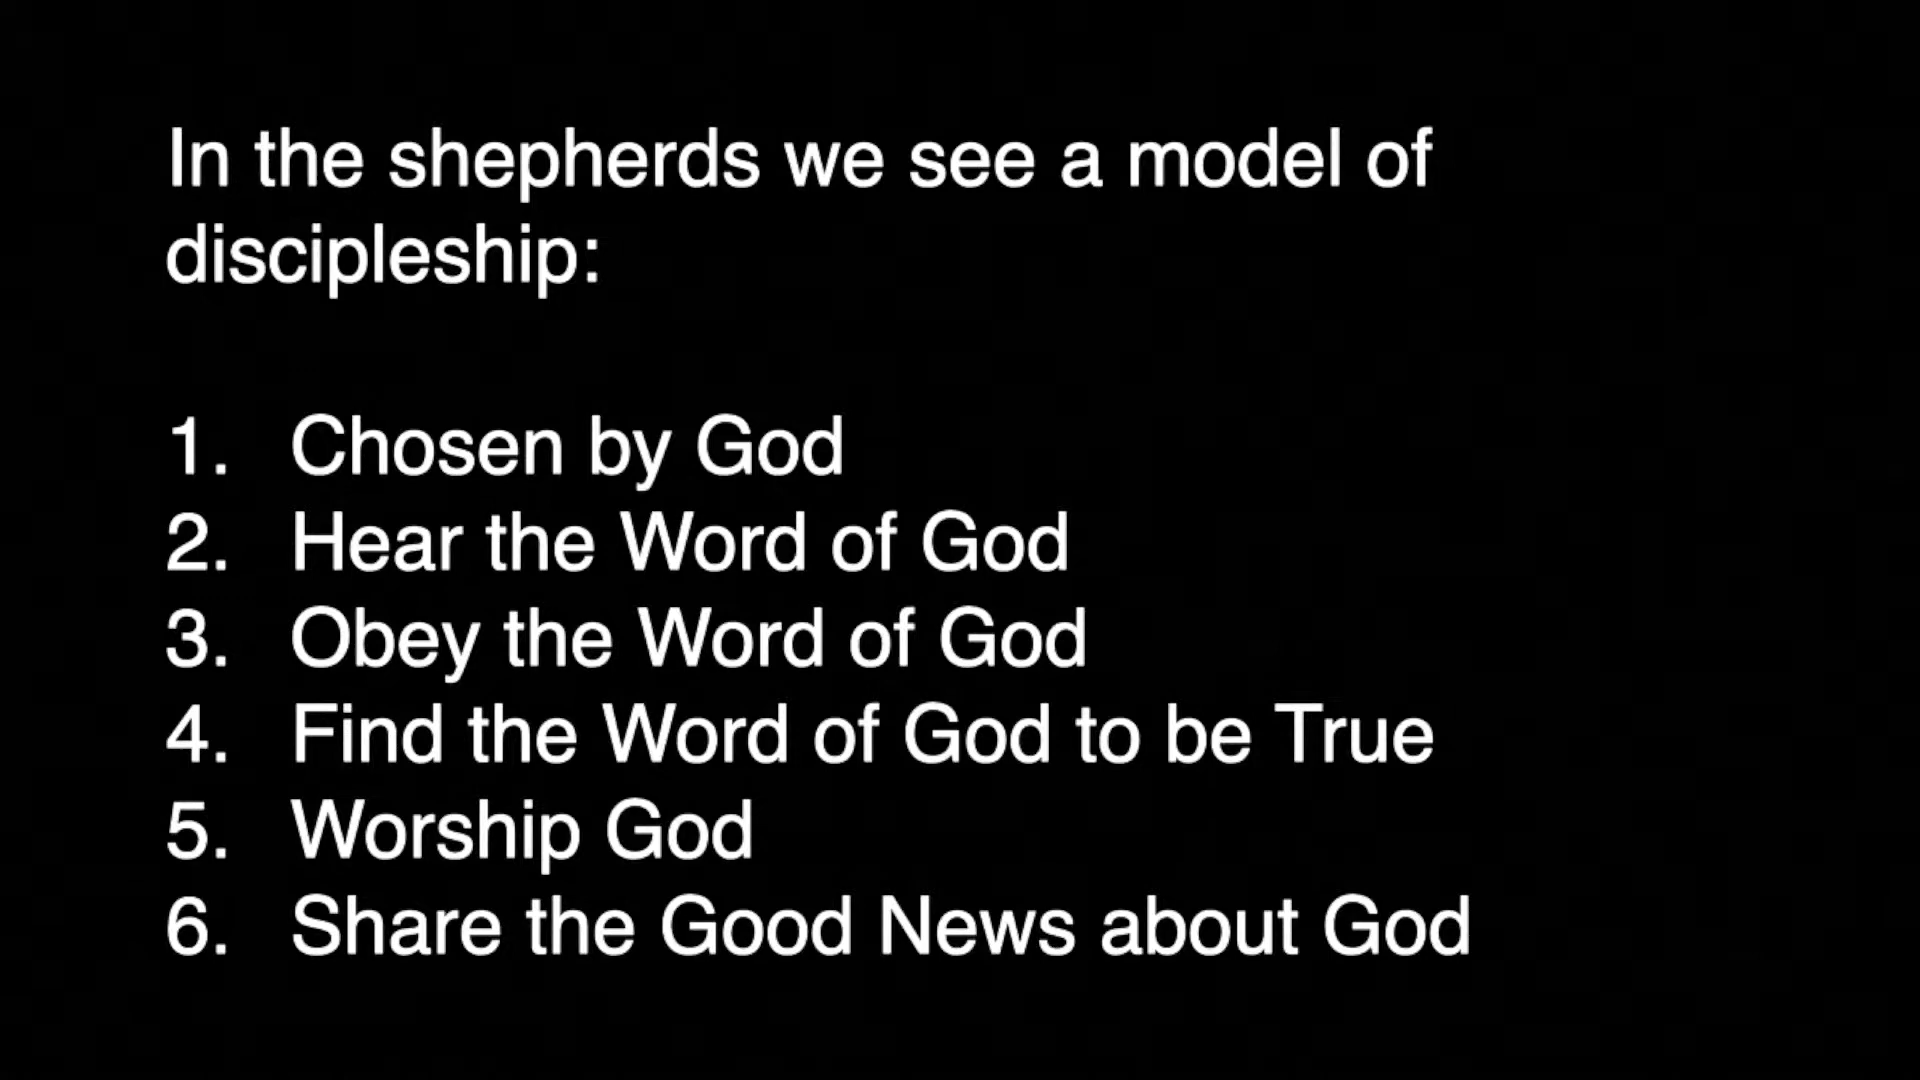 In the shepherds we see a model of
discipleship:
1. Chosen by God
2. Hear the Word of God
3. Obey the Word of God
4. Find the Word of God to be True
5. Worship God
6. Share the Good News about God